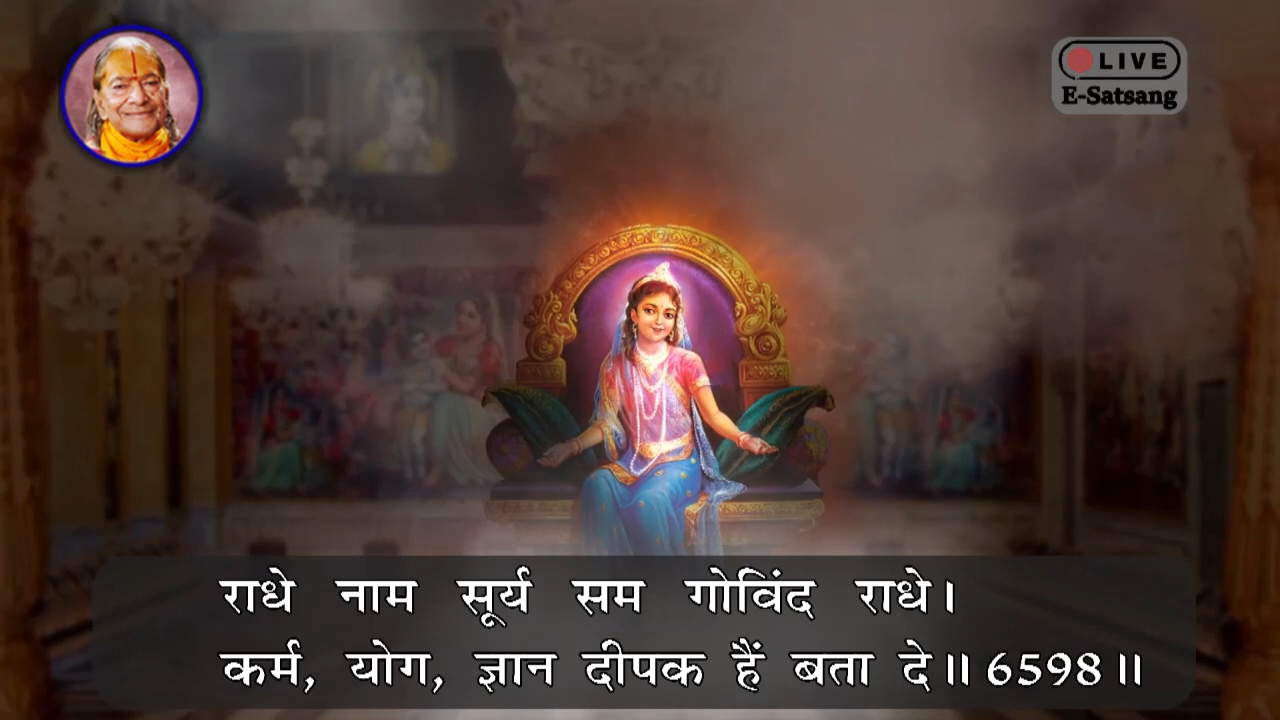 LIVE
E-Satsang
राधे नाम सूर्य सम गोविंद राधे।
कर्म, योग, ज्ञान दीपक हैं बता दे॥ 6598॥